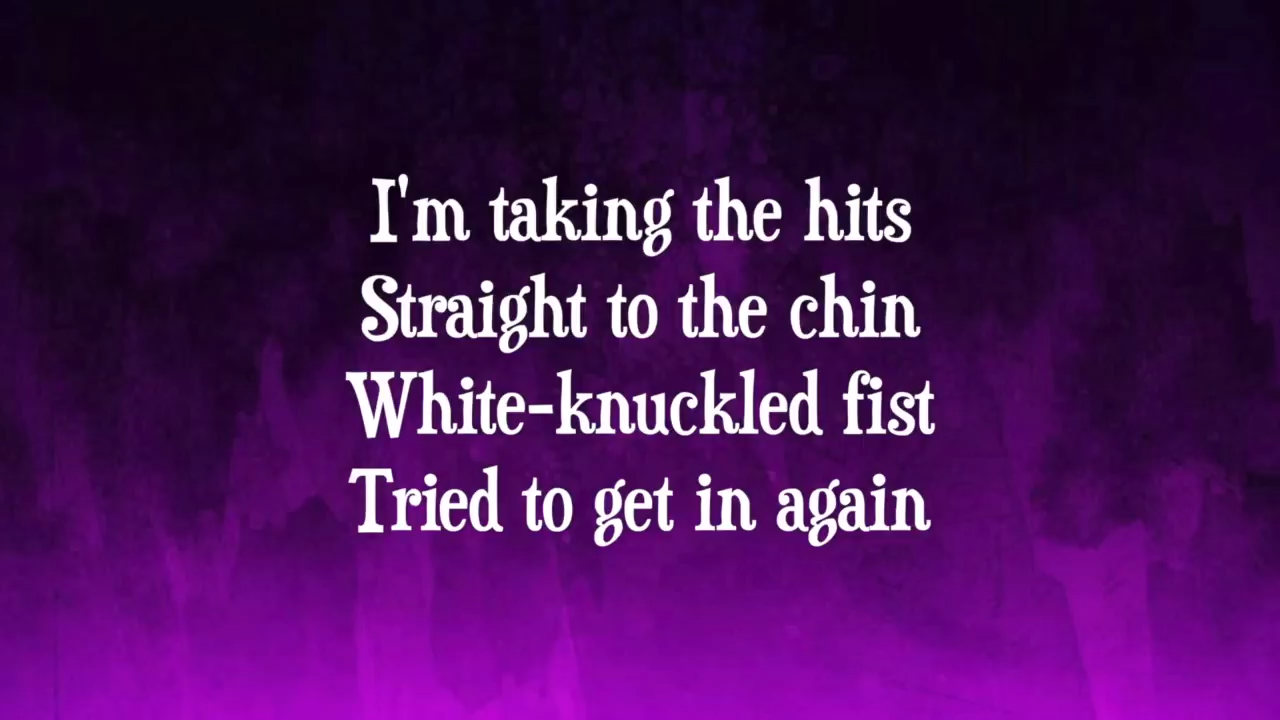 I'm taking the hits
Straight to the chin
White-knuckled fist
Tried to get in again